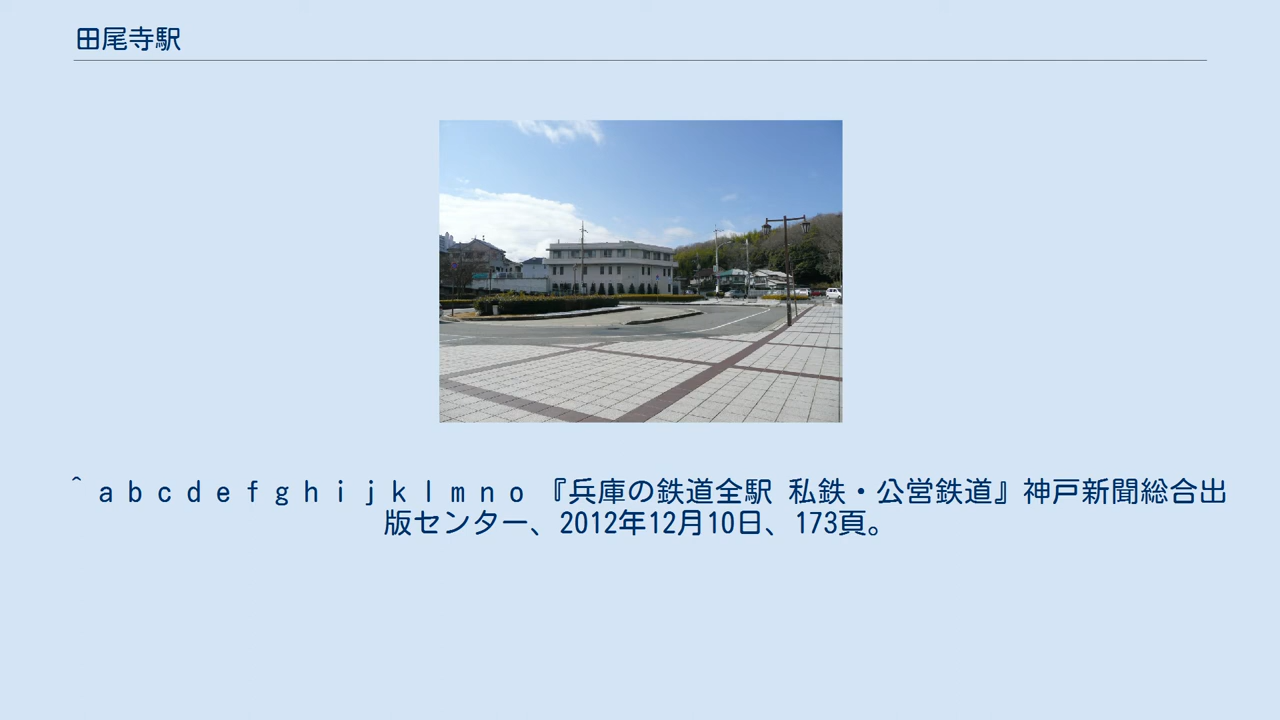 田尾寺駅
^ a b c d e f g h i j k l m n o 『兵庫の鉄道全駅 私鉄・公営鉄道』神戸新聞総合出
版センター、2012年12月10日、173頁。